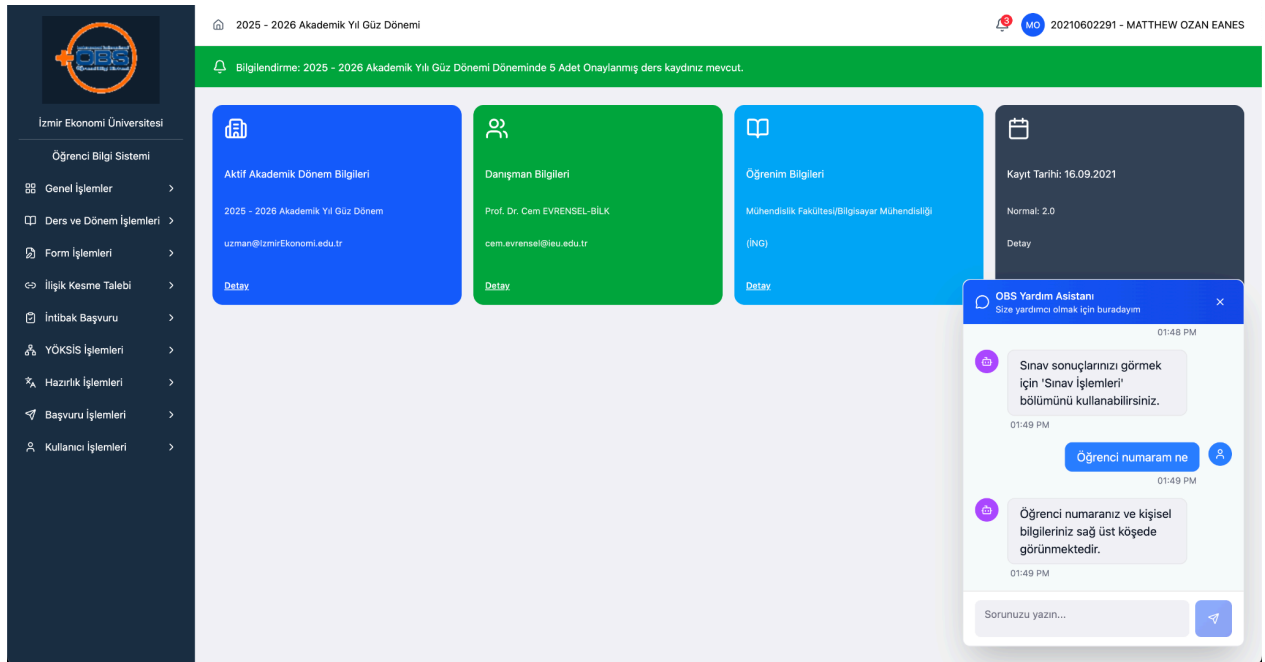 OBS
İzmir Ekonomi Üniversitesi
Öğrenci Bilgi Sistemi
Genel İşlemler
Ders ve Dönem İşlemleri
Form İşlemleri
İlişik Kesme Talebi
İntibak Başvuru
YÖKSİS İşlemleri
Hazırlık İşlemleri
Başvuru İşlemleri
Kullanıcı İşlemleri
2025 - 2026 Akademik Yıl Güz Dönemi
3
MO
20210602291 - MATTHEW OZAN EANES
Bilgilendirme: 2025 - 2026 Akademik Yılı Güz Dönemi Döneminde 5 Adet Onaylanmış ders kaydınız mevcut.
Aktif Akademik Dönem Bilgileri
2025 - 2026 Akademik Yıl Güz Dönem
uzman@IzmirEkonomi.edu.tr
Detay
Danışman Bilgileri
Prof. Dr. Cem EVRENSEL-BİLK
cem.evrensel@ieu.edu.tr
Detay
Öğrenim Bilgileri
Mühendislik Fakültesi/Bilgisayar Mühendisliği
(İNG)
Detay
Kayıt Tarihi: 16.09.2021
Normal: 2.0
Detay
OBS Yardım Asistanı
Size yardımcı olmak için buradayım
01:48 PM
Sınav sonuçlarınızı görmek
için 'Sınav İşlemleri'
bölümünü kullanabilirsiniz.
01:49 PM
Öğrenci numaram ne
01:49 PM
Öğrenci numaranız ve kişisel
bilgileriniz sağ üst köşede
görünmektedir.
01:49 PM
Sorunuzu yazın...